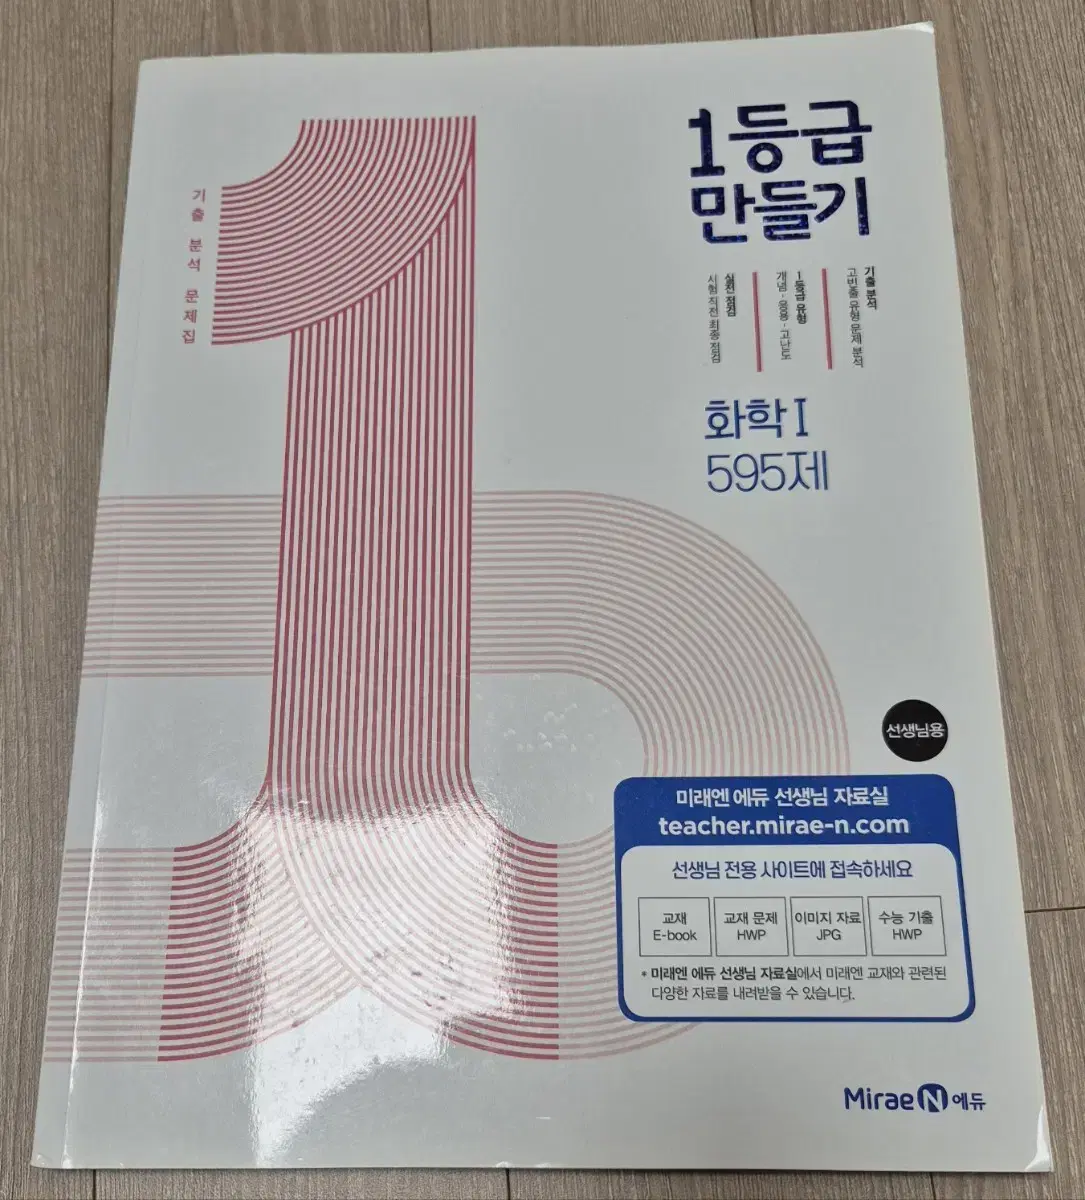 기출 분석 문제집
1등급
만들기
기출 분석
고빈출 유형 문제 분석
1등급 유형
개념·응용·고난도
실전 점검
시험 직전 최종 점검
화학 I
595제
선생님용
미래엔 에듀 선생님 자료실
teacher.mirae-n.com
선생님 전용 사이트에 접속하세요
교재
E-book
교재 문제
HWP
이미지 자료
JPG
수능 기출
HWP
* 미래엔 에듀 선생님 자료실에서 미래엔 교재와 관련된
다양한 자료를 내려받을 수 있습니다.
Mirae N 에듀